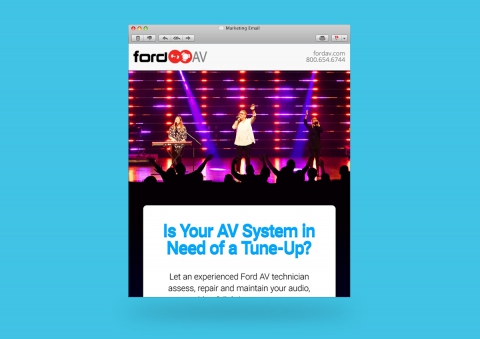 Marketing Email
ford AV
fordav.com
800.654.6744
Is Your AV System in
Need of a Tune-Up?
Let an experienced Ford AV technician
assess, repair and maintain your audio,